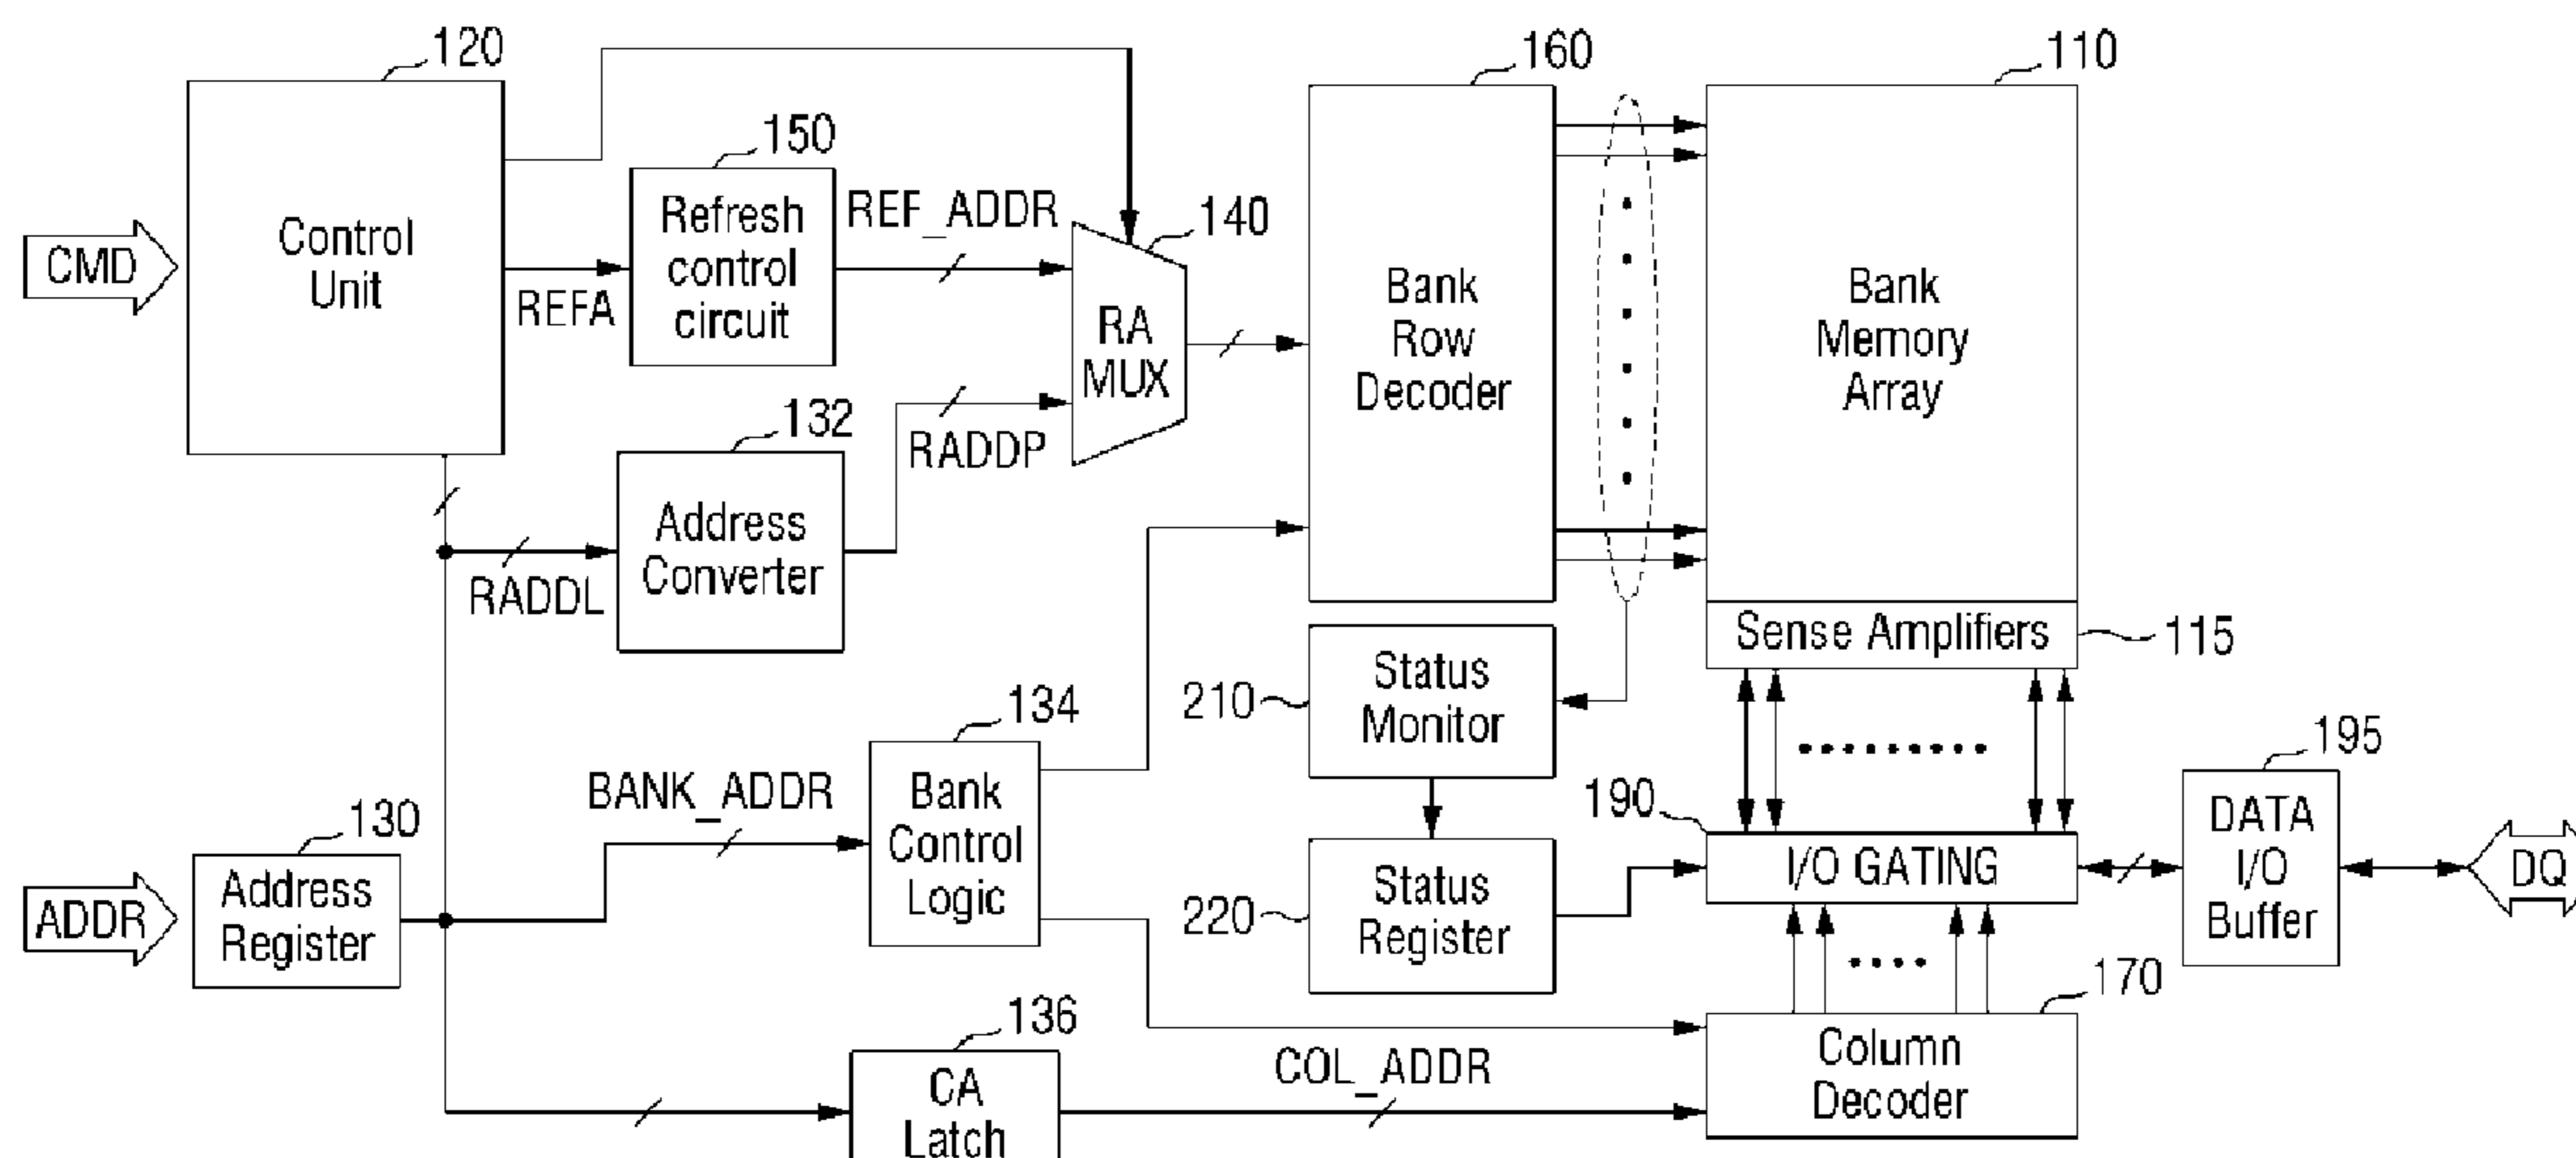 120
160
110
150
Control
Unit
CMD
Refresh
control
circuit
REFA
REF_ADDR
140
RA
MUX
Bank
Row
Decoder
Bank
Memory
Array
132
RADDP
Address
Converter
RADDL
Sense Amplifiers
115
210
Status
Monitor
134
BANK_ADDR
Bank
Control
Logic
190
195
130
ADDR
Address
Register
220
Status
Register
I/O GATING
DATA
I/O
Buffer
DQ
170
136
CA
Latch
COL_ADDR
Column
Decoder